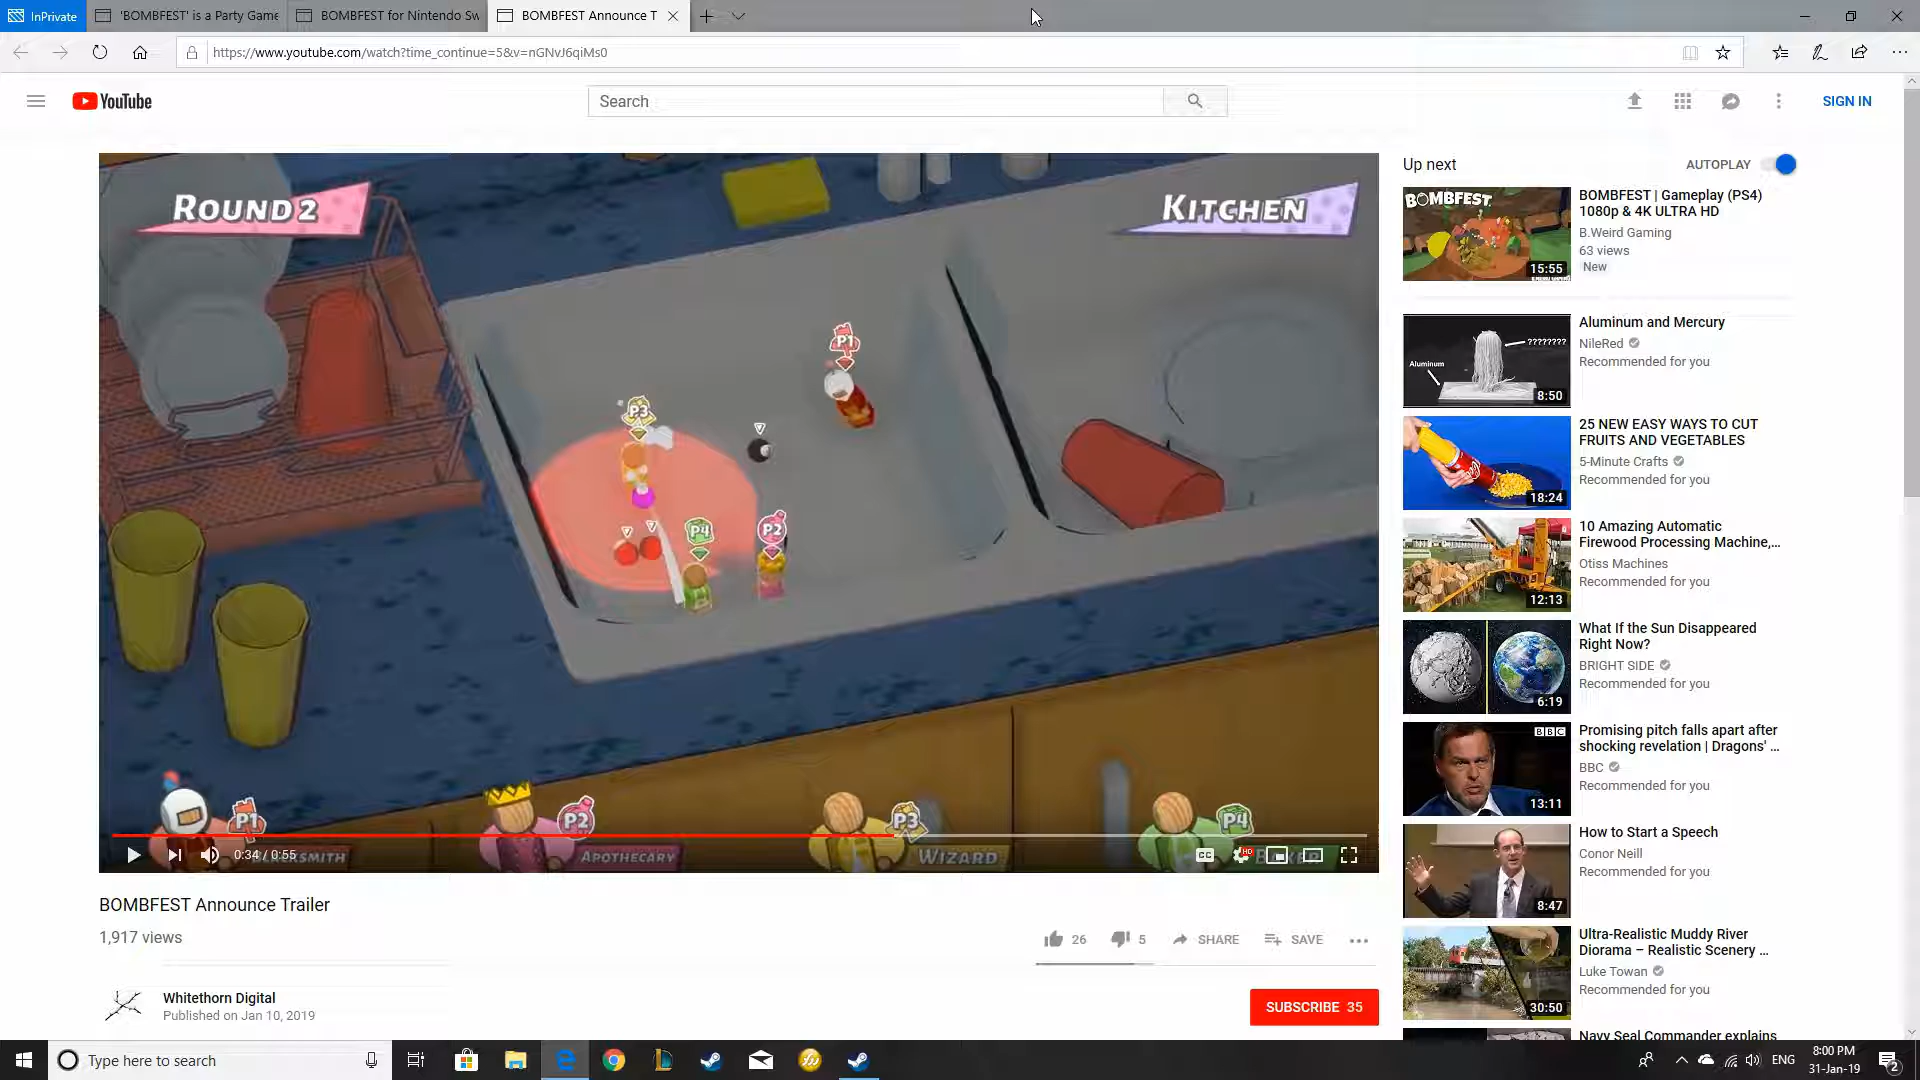 InPrivate
'BOMBFEST' is a Party Game
BOMBFEST for Nintendo Sw
BOMBFEST Announce T
https://www.youtube.com/watch?time_continue=5&v=nGNvJ6qiMs0
YouTube
Search
SIGN IN
ROUND 2
KITCHEN
P1
P3
P4
P2
P1
P2
APOTHECARY
P3
WIZARD
P4
0:34 / 0:55
CC
HD
BOMBFEST Announce Trailer
1,917 views
26
5
SHARE
SAVE
Whitethorn Digital
Published on Jan 10, 2019
SUBSCRIBE 35
Up next
AUTOPLAY
BOMBFEST
15:55
BOMBFEST | Gameplay (PS4)
1080p & 4K ULTRA HD
B.Weird Gaming
63 views
New
????????
Aluminum
8:50
Aluminum and Mercury
NileRed
Recommended for you
18:24
25 NEW EASY WAYS TO CUT
FRUITS AND VEGETABLES
5-Minute Crafts
Recommended for you
12:13
10 Amazing Automatic
Firewood Processing Machine,...
Otiss Machines
Recommended for you
6:19
What If the Sun Disappeared
Right Now?
BRIGHT SIDE
Recommended for you
BBC
13:11
Promising pitch falls apart after
shocking revelation | Dragons' ...
BBC
Recommended for you
8:47
How to Start a Speech
Conor Neill
Recommended for you
30:50
Ultra-Realistic Muddy River
Diorama – Realistic Scenery ...
Luke Towan
Recommended for you
Navy Seal Commander explains
Type here to search
ENG
8:00 PM
31-Jan-19
2